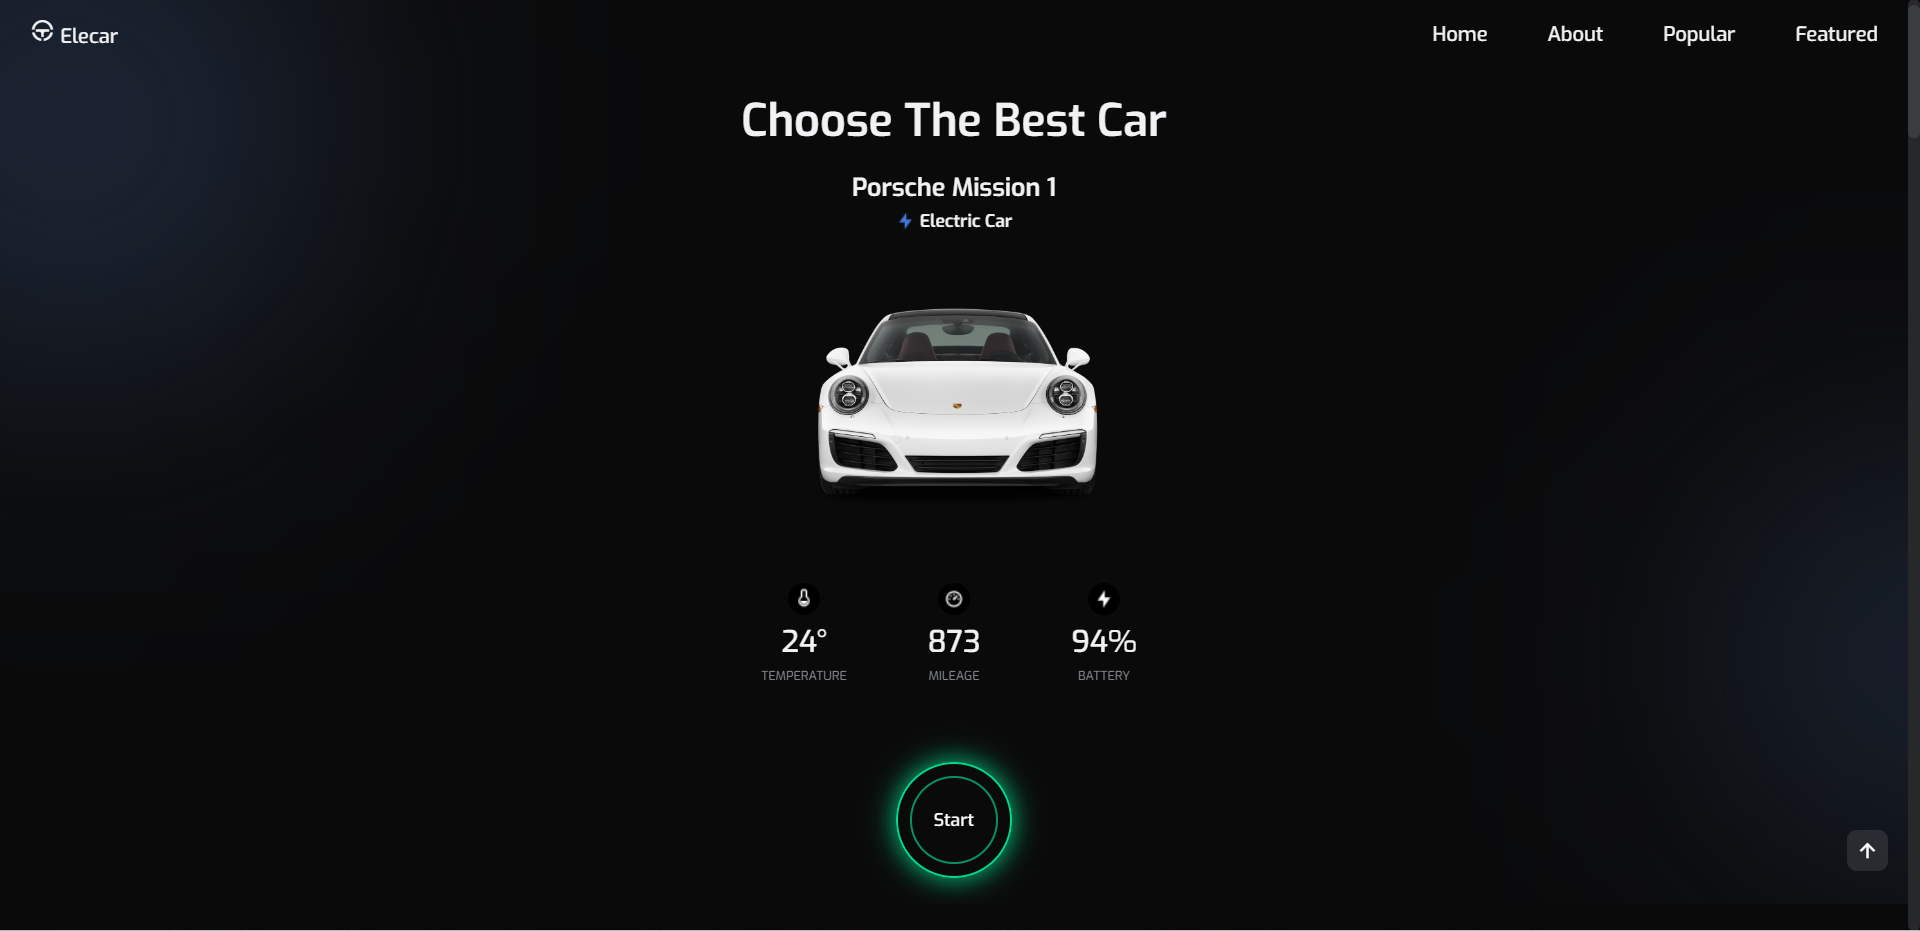 Elecar
Home About Popular Featured
Choose The Best Car
Porsche Mission 1
Electric Car
24° 873 94%
TEMPERATURE MILEAGE BATTERY
Start